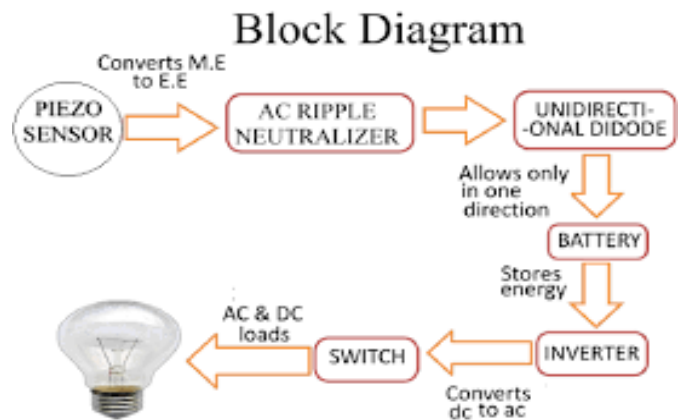 Block Diagram
Converts M.E
to E.E
PIEZO
SENSOR
AC RIPPLE
NEUTRALIZER
UNIDIRECTI-
-ONAL DIDODE
Allows only
in one
direction
BATTERY
Stores
energy
INVERTER
Converts
dc to ac
SWITCH
AC & DC
loads